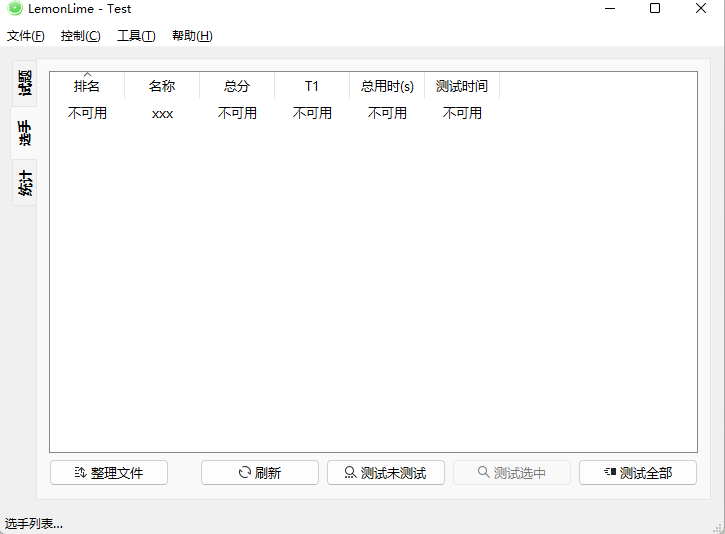 LemonLime - Test
文件(F) 控制(C) 工具(T) 帮助(H)
试题
选手
统计
排名 名称 总分 T1 总用时(s) 测试时间
不可用 xxx 不可用 不可用 不可用 不可用
整理文件 刷新 测试未测试 测试选中 测试全部
选手列表...